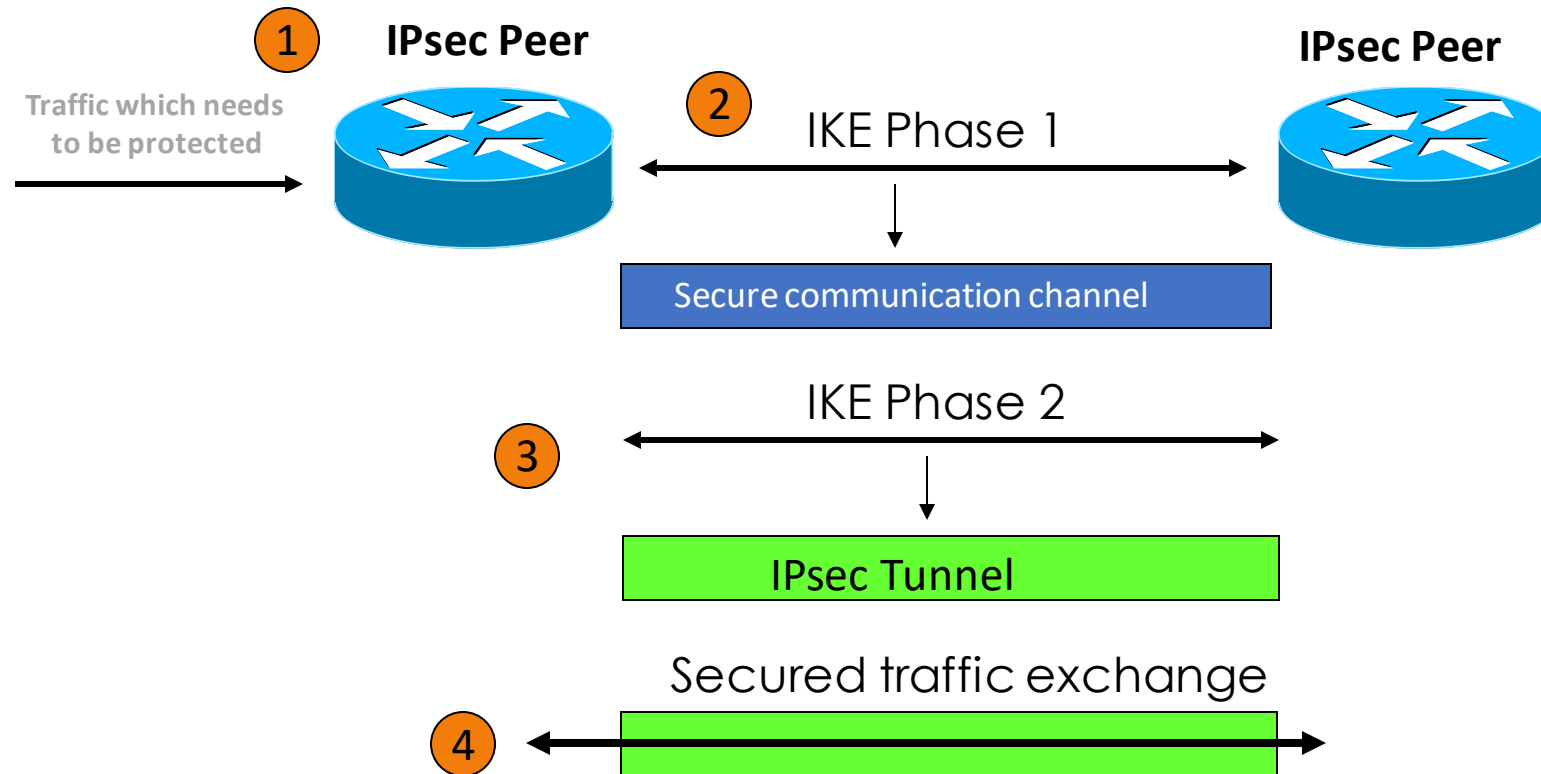 1
IPsec Peer
IPsec Peer
Traffic which needs
to be protected
2
IKE Phase 1
Secure communication channel
IKE Phase 2
3
IPsec Tunnel
Secured traffic exchange
4